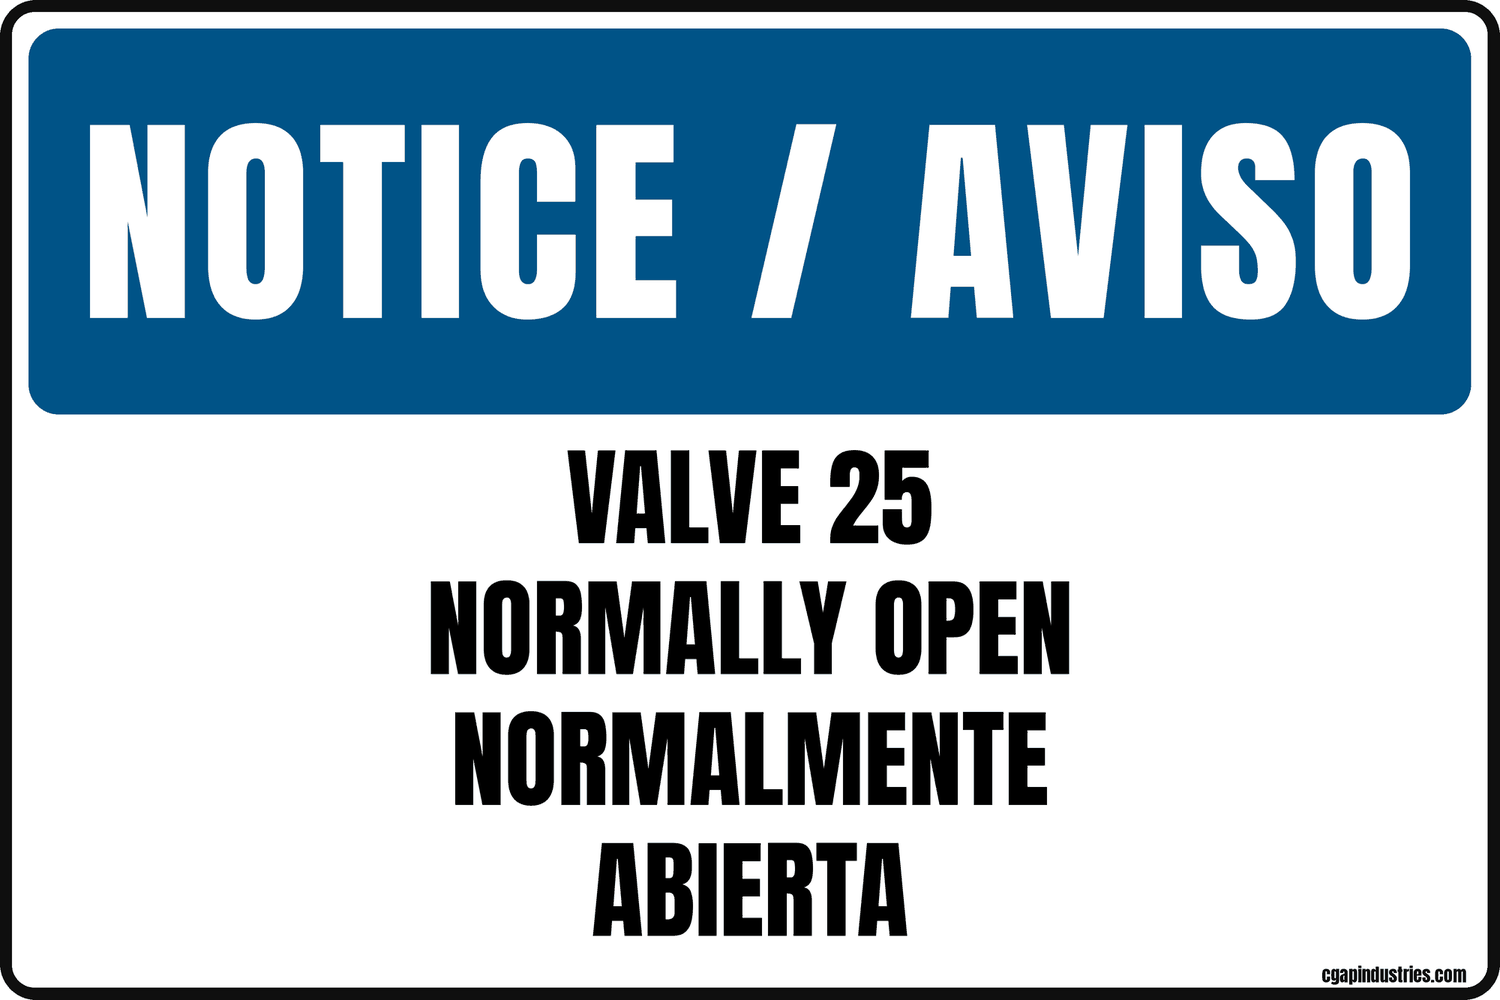 NOTICE / AVISO
VALVE 25
NORMALLY OPEN
NORMALMENTE
ABIERTA
cgapindustries.com